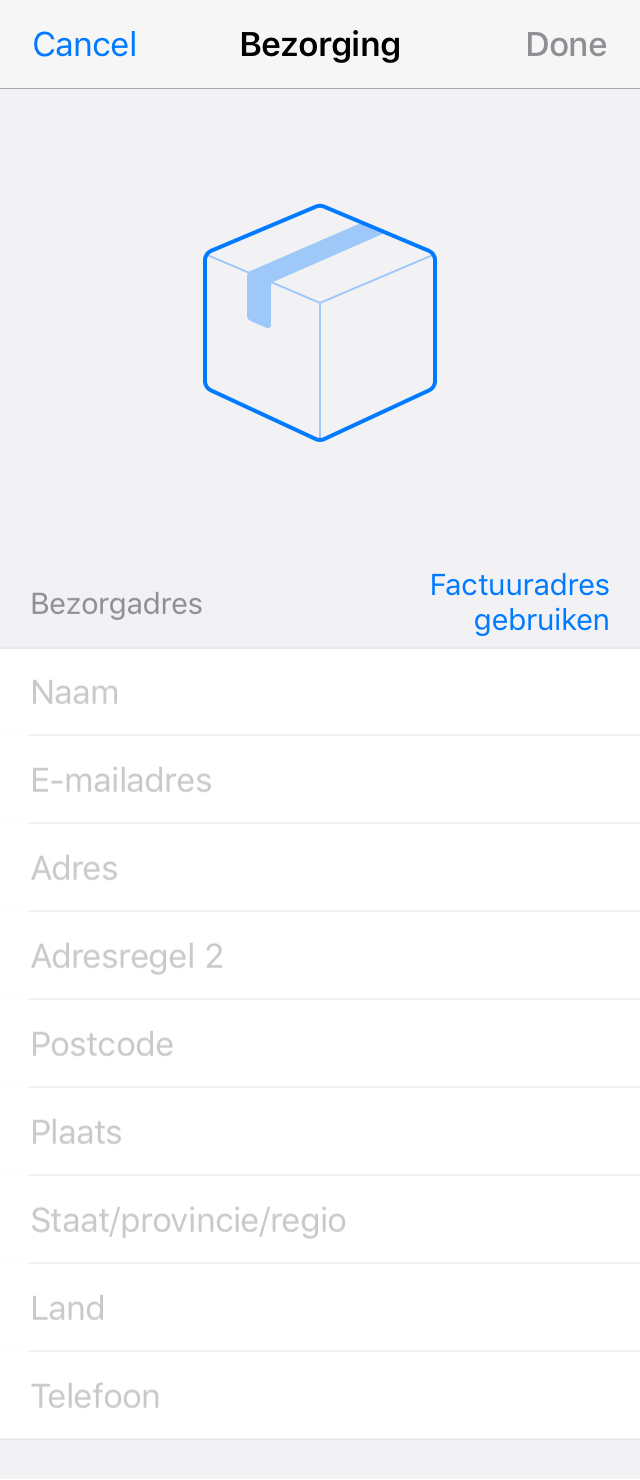 Cancel Bezorging Done
Bezorgadres
Factuuradres
gebruiken
Naam
E-mailadres
Adres
Adresregel 2
Postcode
Plaats
Staat/provincie/regio
Land
Telefoon